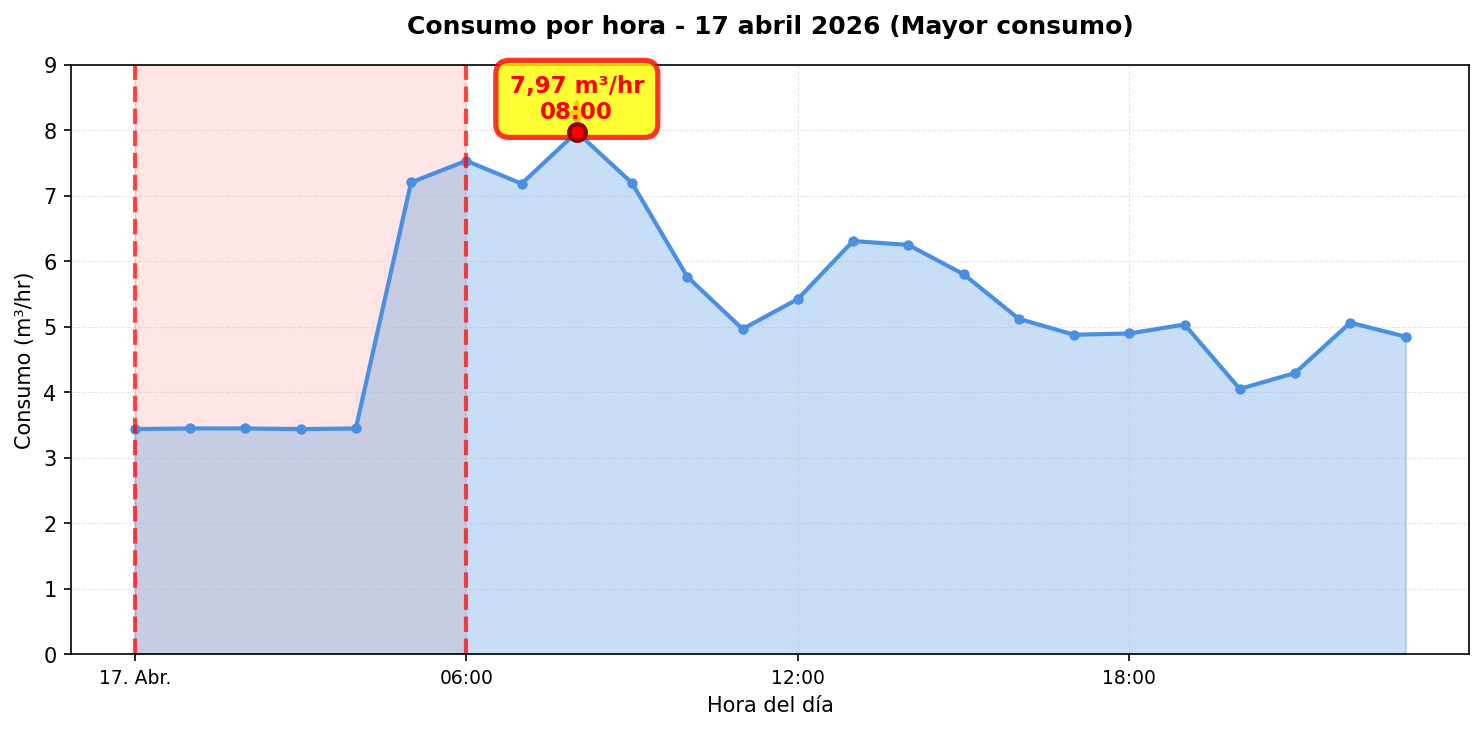 Consumo por hora - 17 abril 2026 (Mayor consumo)
7,97 m³/hr
08:00
Consumo (m³/hr)
9
8
7
6
5
4
3
2
1
0
17. Abr.
06:00
12:00
18:00
Hora del día